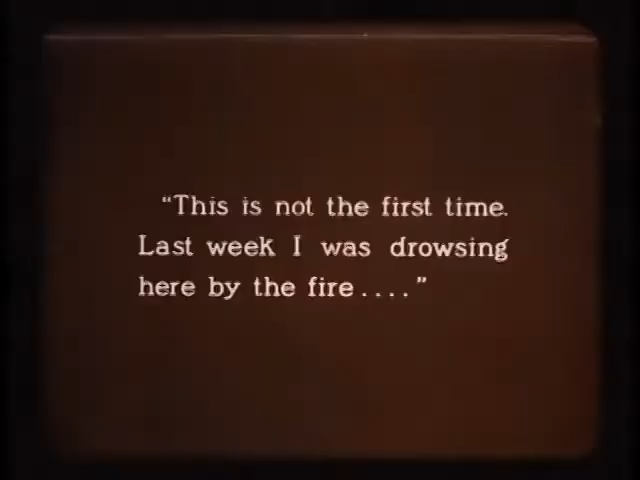 "This is not the first time.
Last week I was drowsing
here by the fire...."